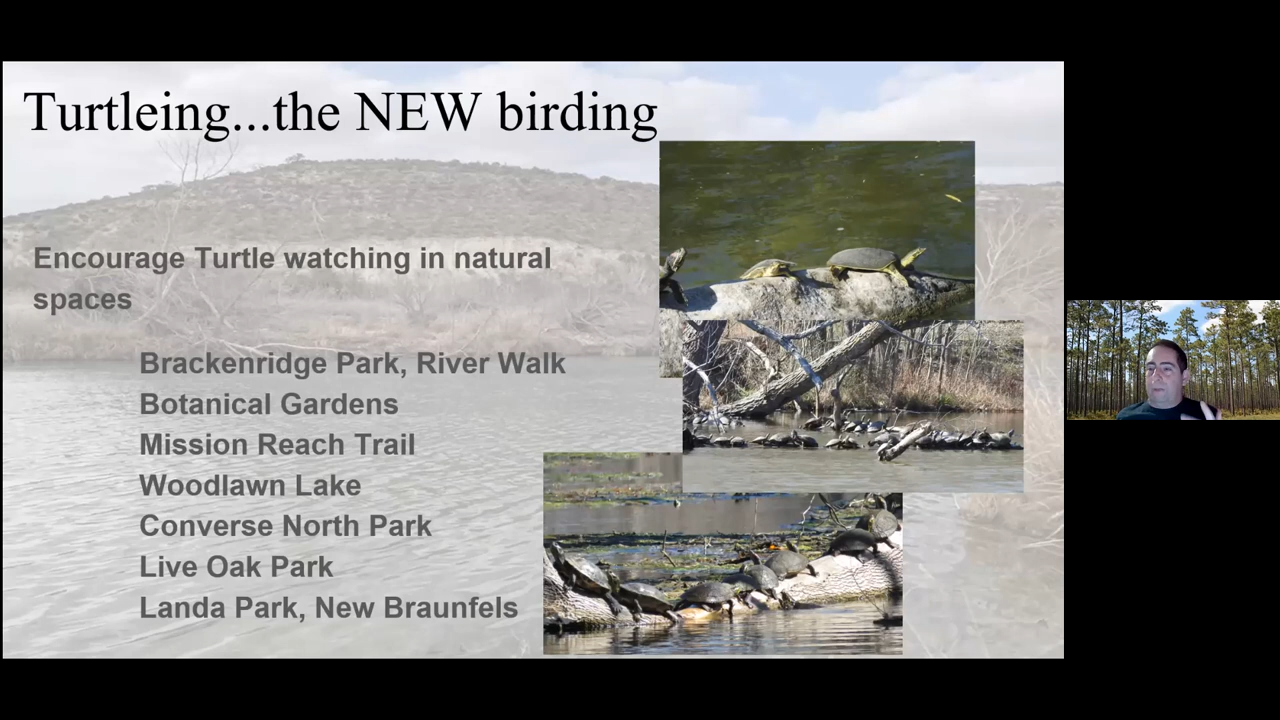 Turtleing...the NEW birding
Encourage Turtle watching in natural
spaces
Brackenridge Park, River Walk
Botanical Gardens
Mission Reach Trail
Woodlawn Lake
Converse North Park
Live Oak Park
Landa Park, New Braunfels